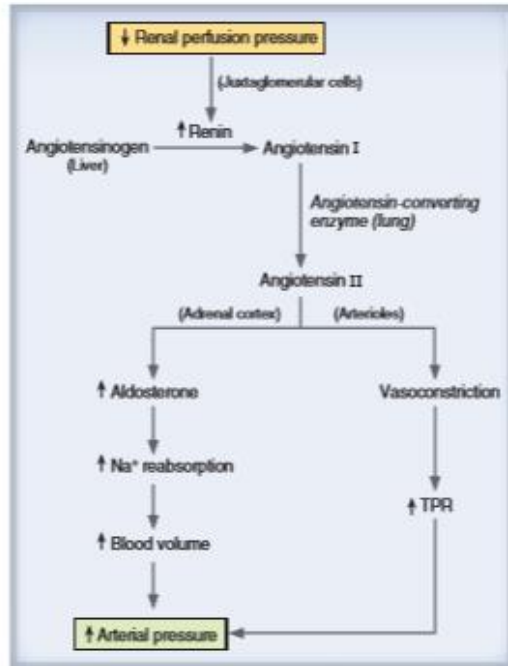 ↓ Renal perfusion pressure
(Juxtaglomerular cells)
↑ Renin
Angiotensinogen
(Liver)
Angiotensin I
Angiotensin-converting
enzyme (lung)
Angiotensin II
(Adrenal cortex)
(Arterioles)
↑ Aldosterone
Vasoconstriction
↑ Na⁺ reabsorption
↑ TPR
↑ Blood volume
↑ Arterial pressure